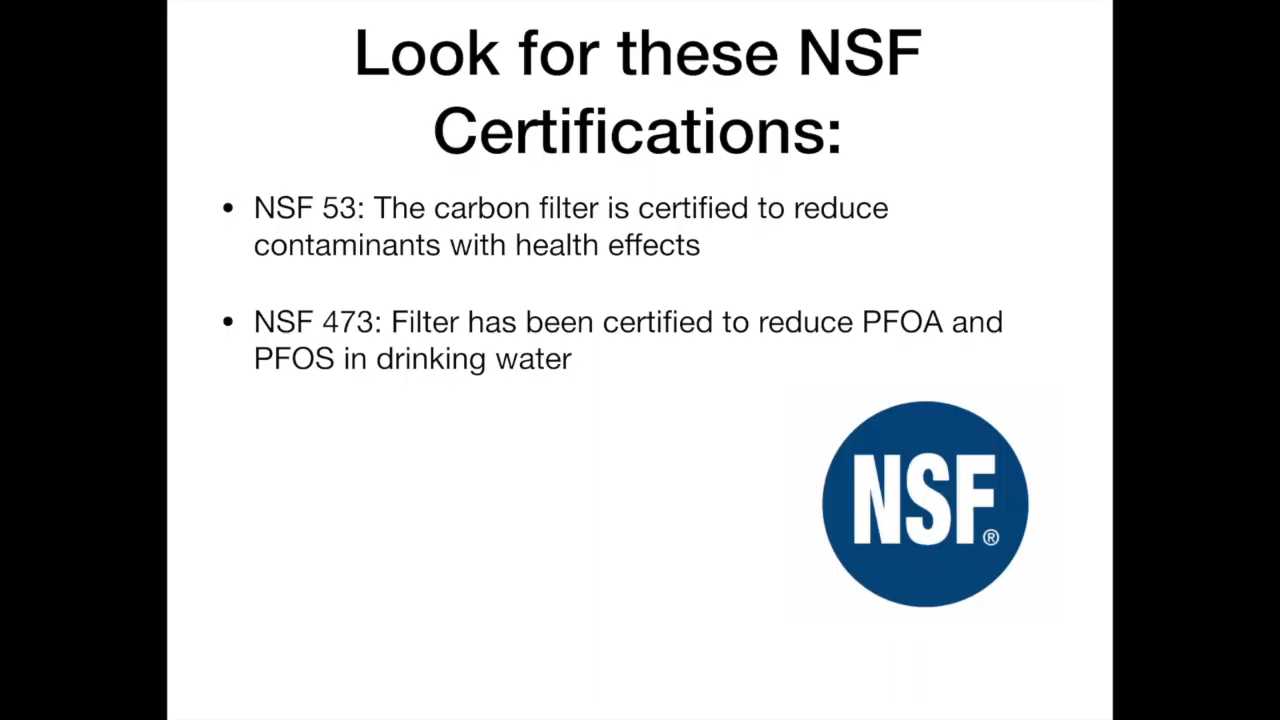 Look for these NSF
Certifications:
• NSF 53: The carbon filter is certified to reduce
contaminants with health effects
• NSF 473: Filter has been certified to reduce PFOA and
PFOS in drinking water
NSF®